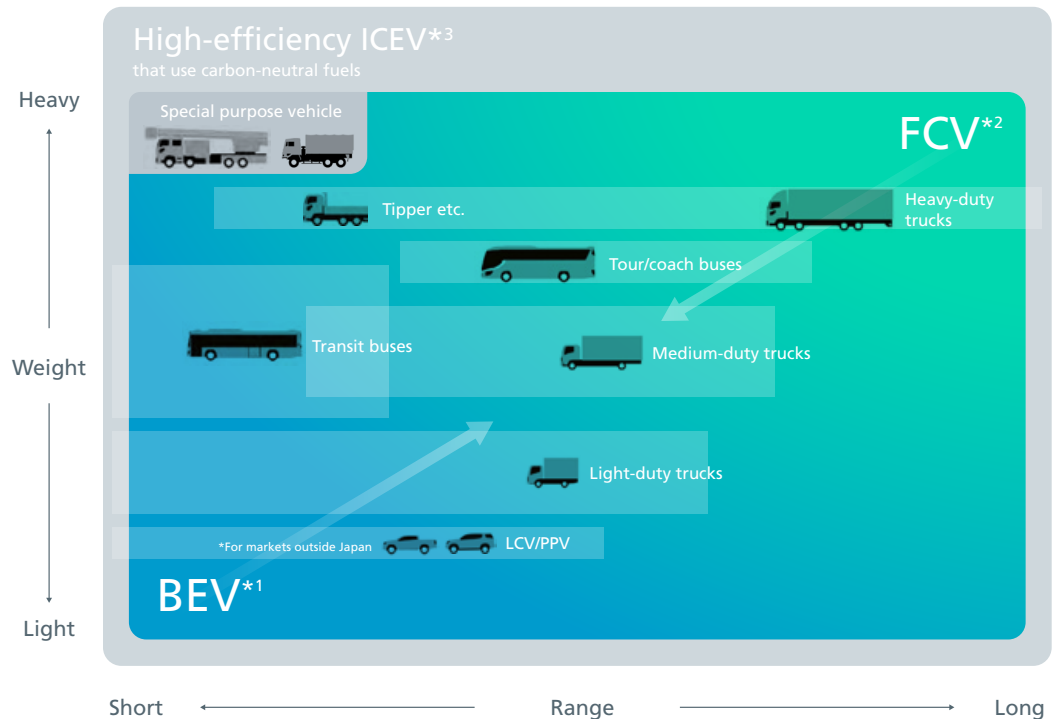 High-efficiency ICEV*3
that use carbon-neutral fuels
Heavy
Special purpose vehicle
FCV*2
Tipper etc.
Heavy-duty
trucks
Tour/coach buses
Transit buses
Medium-duty trucks
Weight
Light-duty trucks
*For markets outside Japan
LCV/PPV
BEV*1
Light
Short
Range
Long